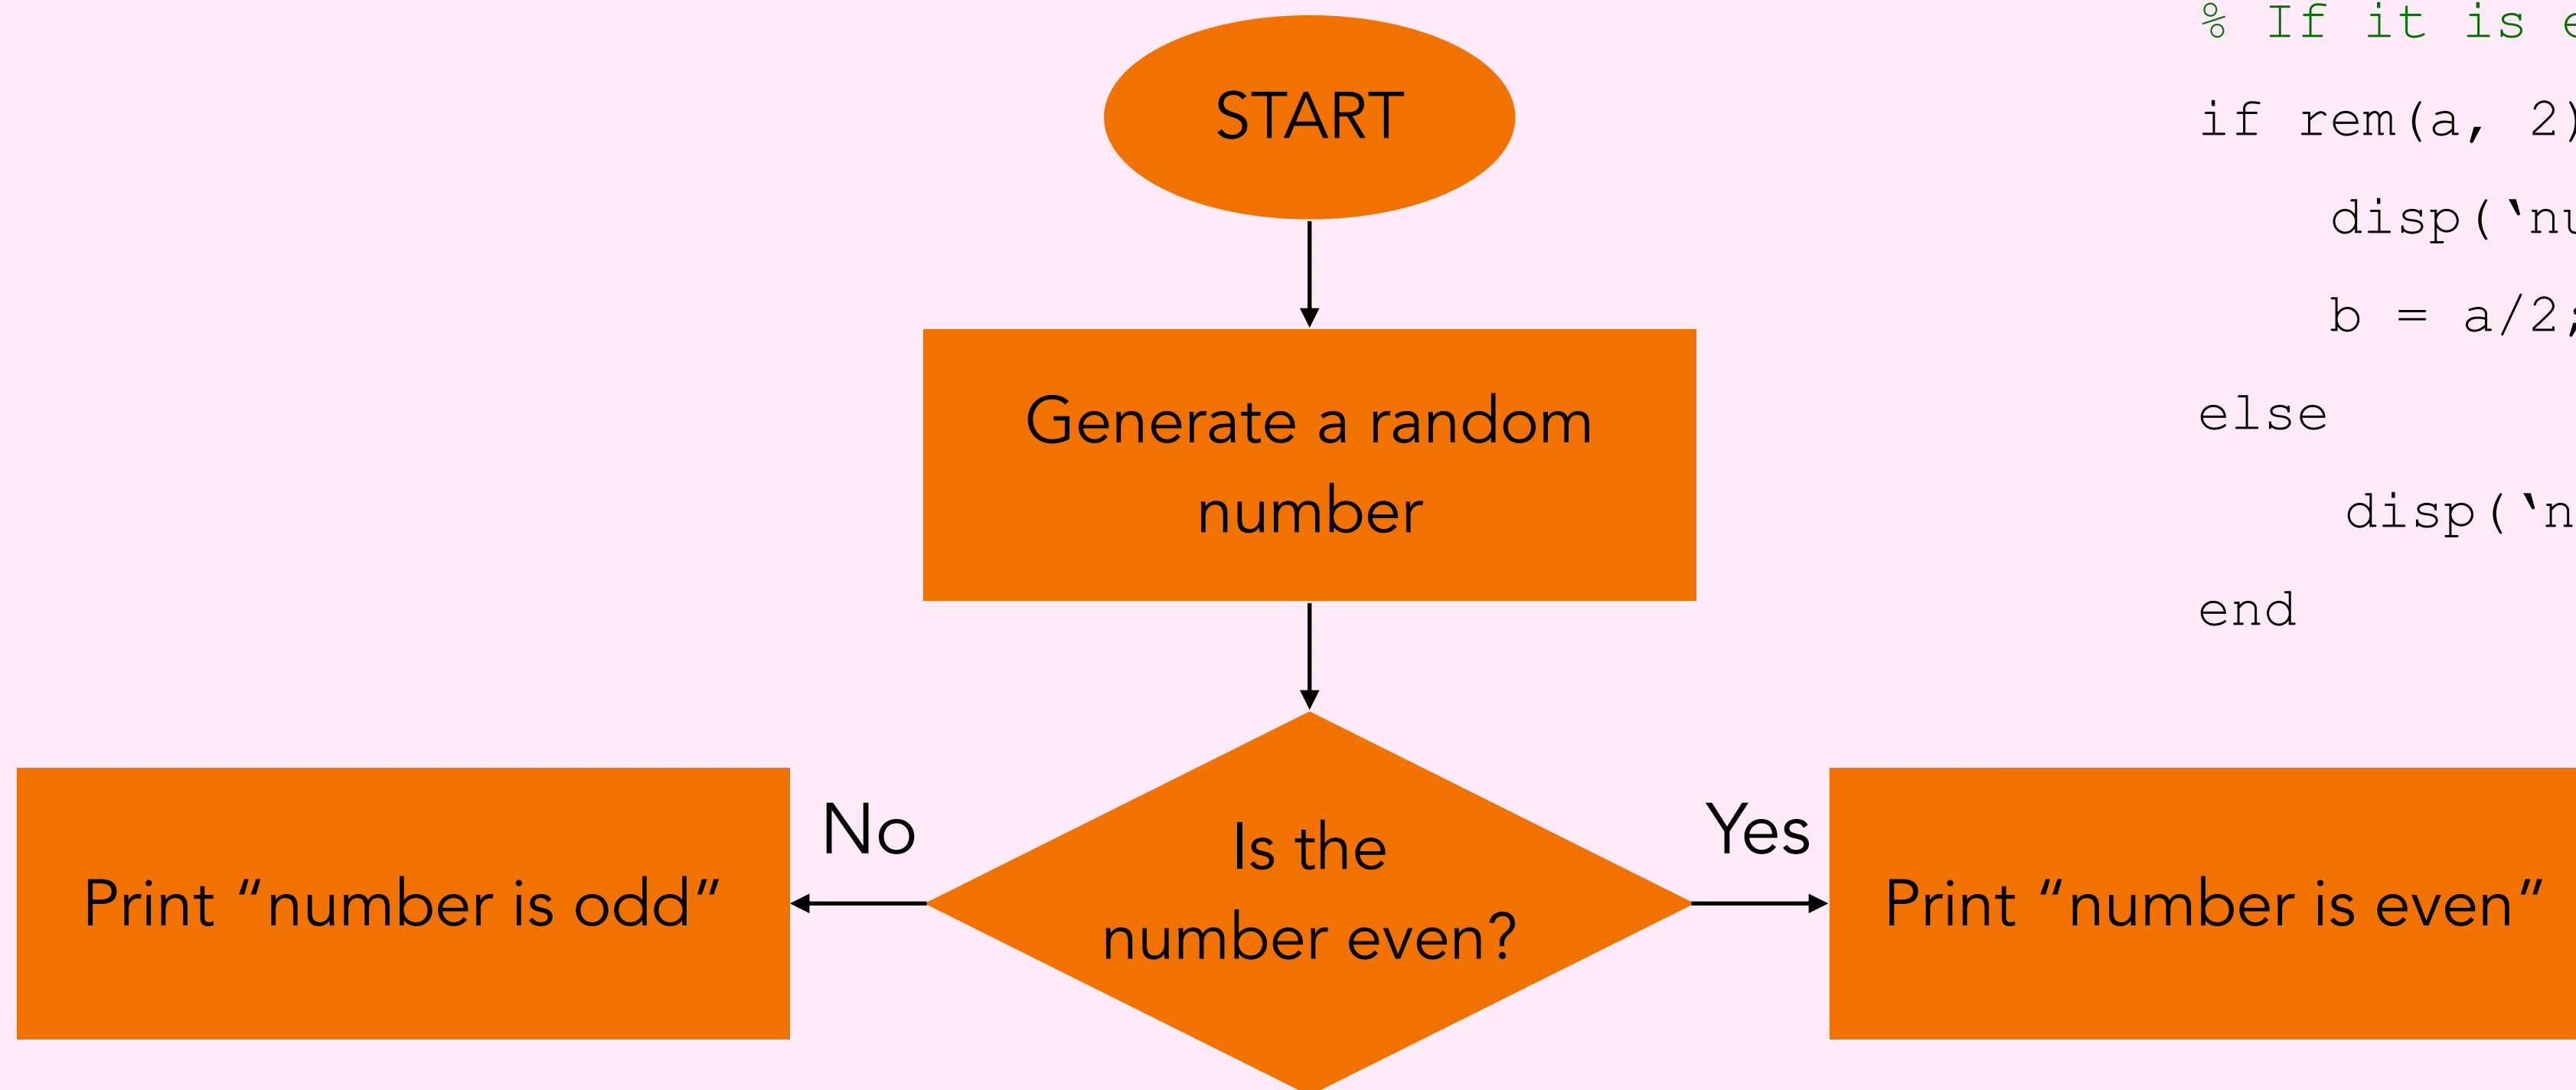 START
Generate a random
number
Is the
number even?
No
Print “number is odd”
Yes
Print “number is even”
% If it is
if rem(a, 2)
disp(‘
b = a/2;
else
disp(‘
end